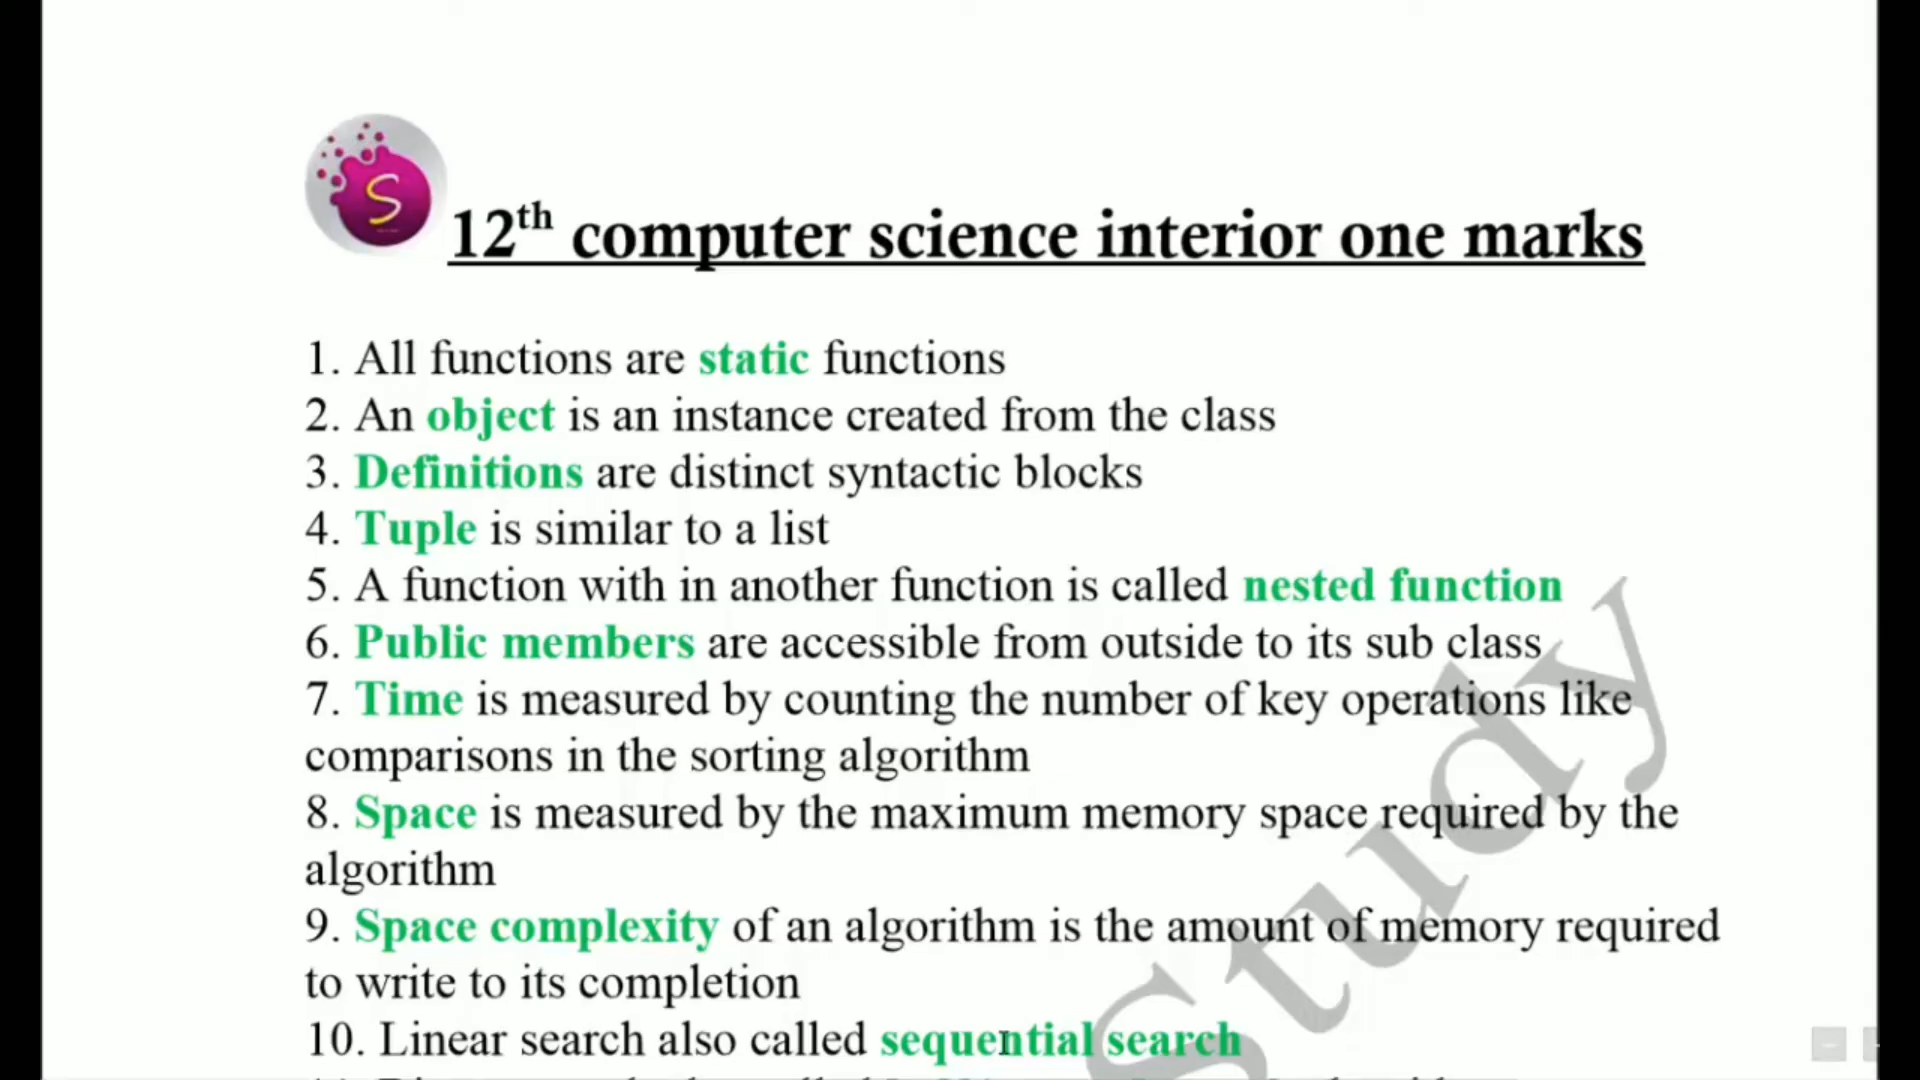 S
12th computer science interior one marks
1. All functions are static functions
2. An object is an instance created from the class
3. Definitions are distinct syntactic blocks
4. Tuple is similar to a list
5. A function with in another function is called nested function
6. Public members are accessible from outside to its sub class
7. Time is measured by counting the number of key operations like
comparisons in the sorting algorithm
8. Space is measured by the maximum memory space required by the
algorithm
9. Space complexity of an algorithm is the amount of memory required
to write to its completion
10. Linear search also called sequential search
Study